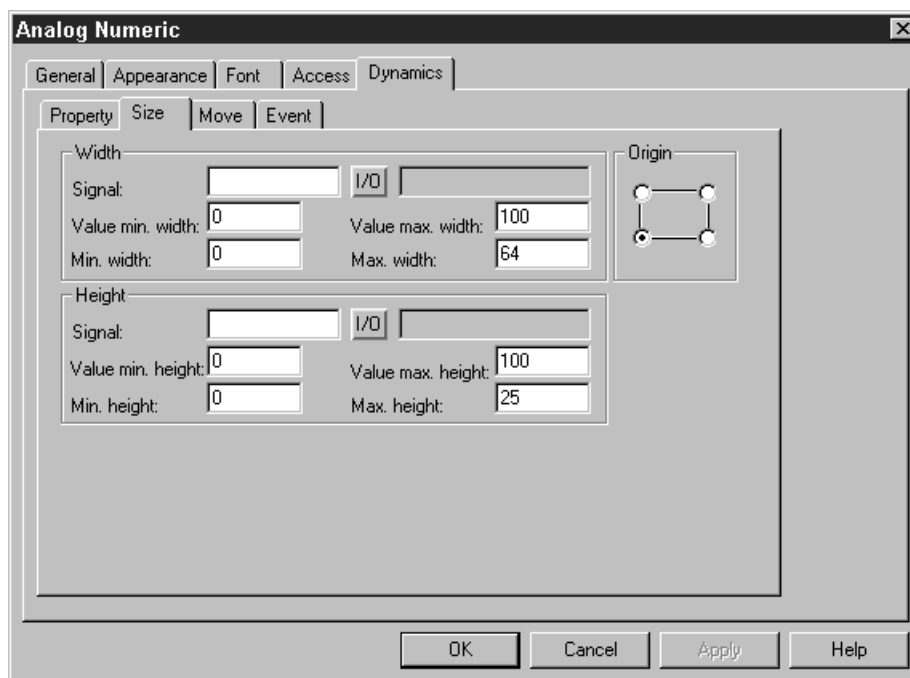 Analog Numeric
General Appearance Font Access Dynamics
Property Size Move Event
Width Origin
Signal: I/O
Value min. width: 0 Value max. width: 100
Min. width: 0 Max. width: 64
Height
Signal: I/O
Value min. height: 0 Value max. height: 100
Min. height: 0 Max. height: 25
OK Cancel Apply Help